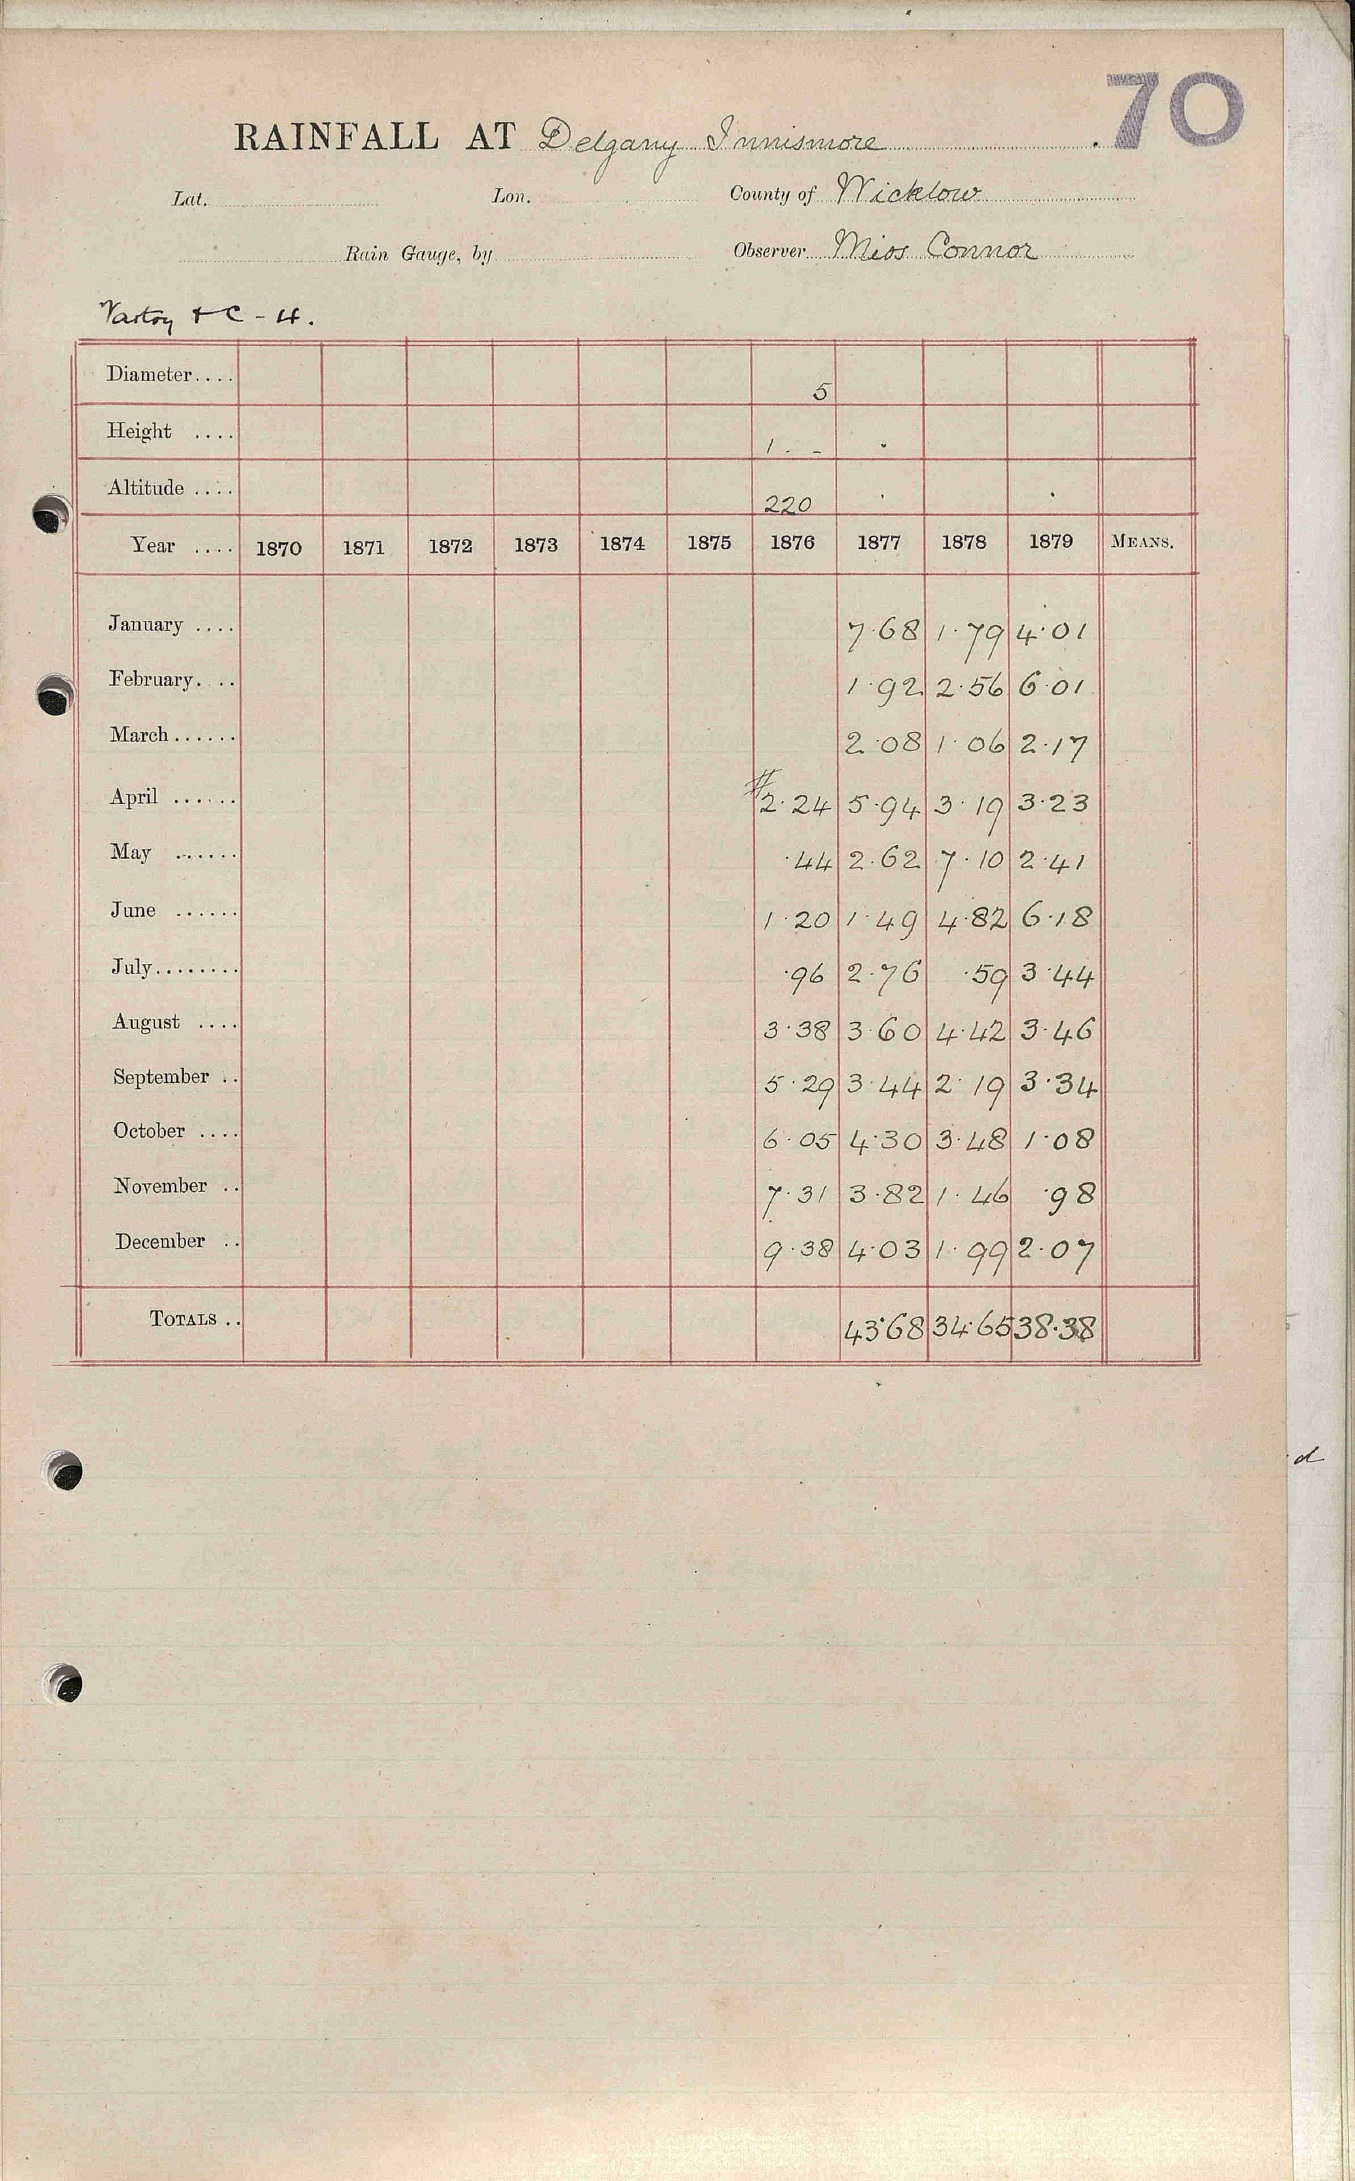 70
RAINFALL AT Delgany Innismore
Lat. Lon. County of Wicklow
Rain Gauge, by Observer Miss Connor
Vartry & C - 4.
Diameter.... 5
Height .... 1. -
Altitude .... 220
Year .... 1870 1871 1872 1873 1874 1875 1876 1877 1878 1879 MEANS.
January .... 7.68 1.79 4.01
February.... 1.92 2.56 6.01
March...... 2.08 1.06 2.17
April ...... #2.24 5.94 3.19 3.23
May ...... .44 2.62 7.10 2.41
June ...... 1.20 1.49 4.82 6.18
July........ .96 2.76 .59 3.44
August .... 3.38 3.60 4.42 3.46
September .. 5.29 3.44 2.19 3.34
October .... 6.05 4.30 3.48 1.08
November .. 7.31 3.82 1.46 .98
December .. 9.38 4.03 1.99 2.07
TOTALS .. 43.68 34.65 38.38
d